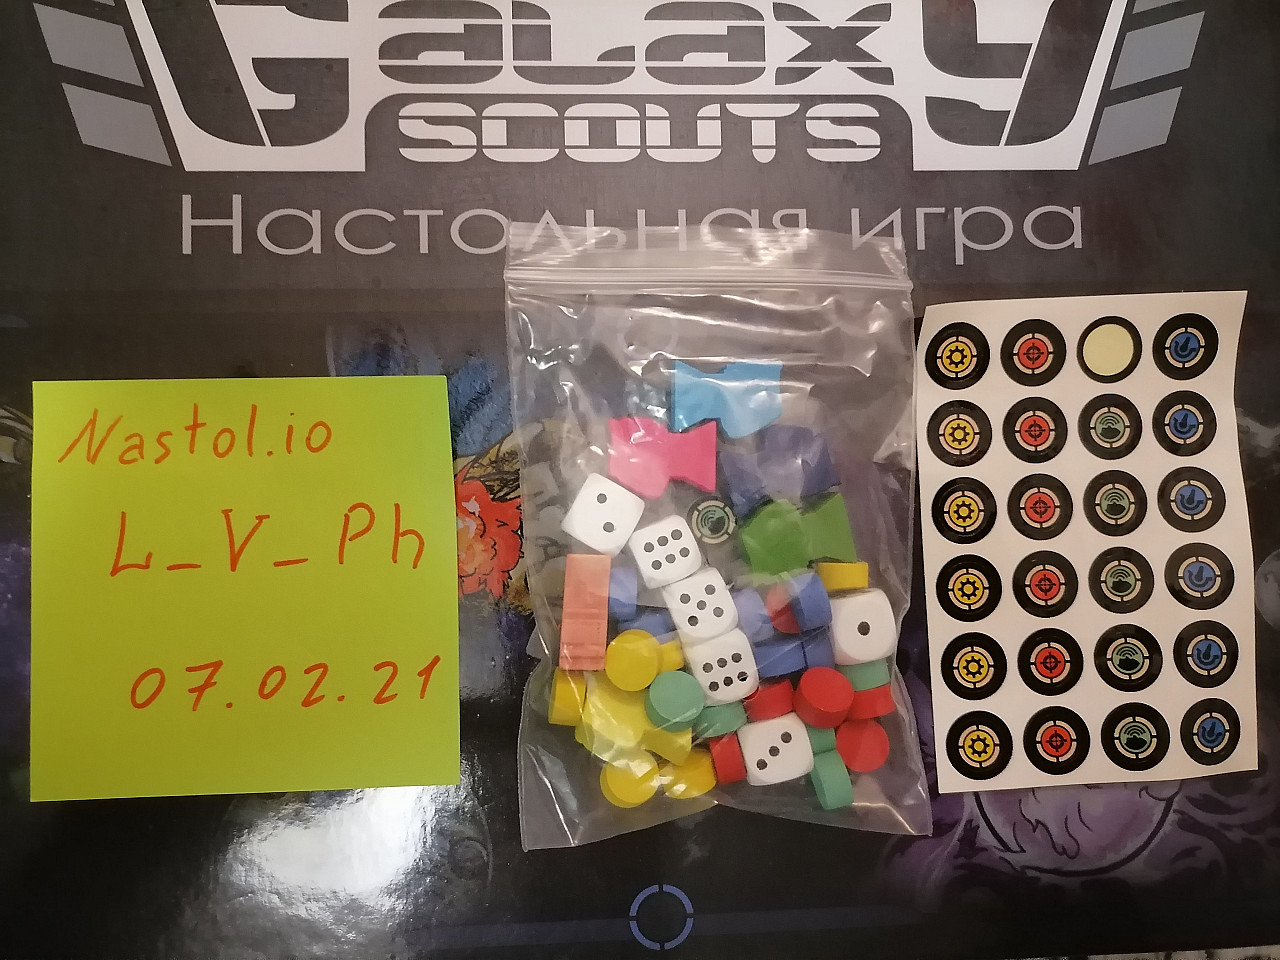 Galaxy
SCOUTS
Настольная игра
Nastol.io
L_V_Ph
07.02.21